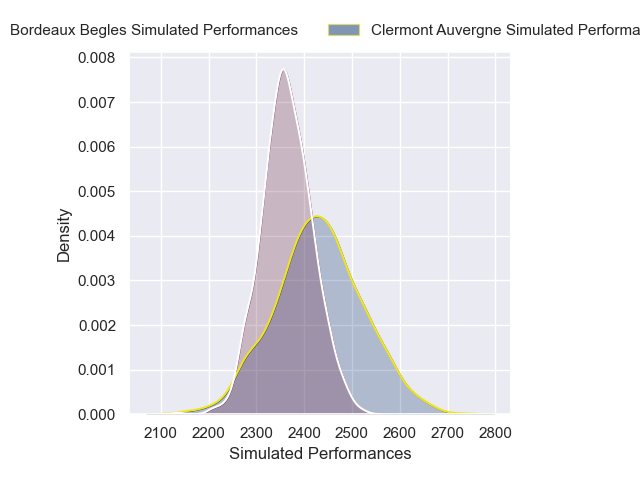 Bordeaux Begles Simulated Performances Clermont Auvergne Simulated Performa
0.008
0.007
0.006
0.005
0.004
0.003
0.002
0.001
0.000
Density
2100 2200 2300 2400 2500 2600 2700 2800
Simulated Performances